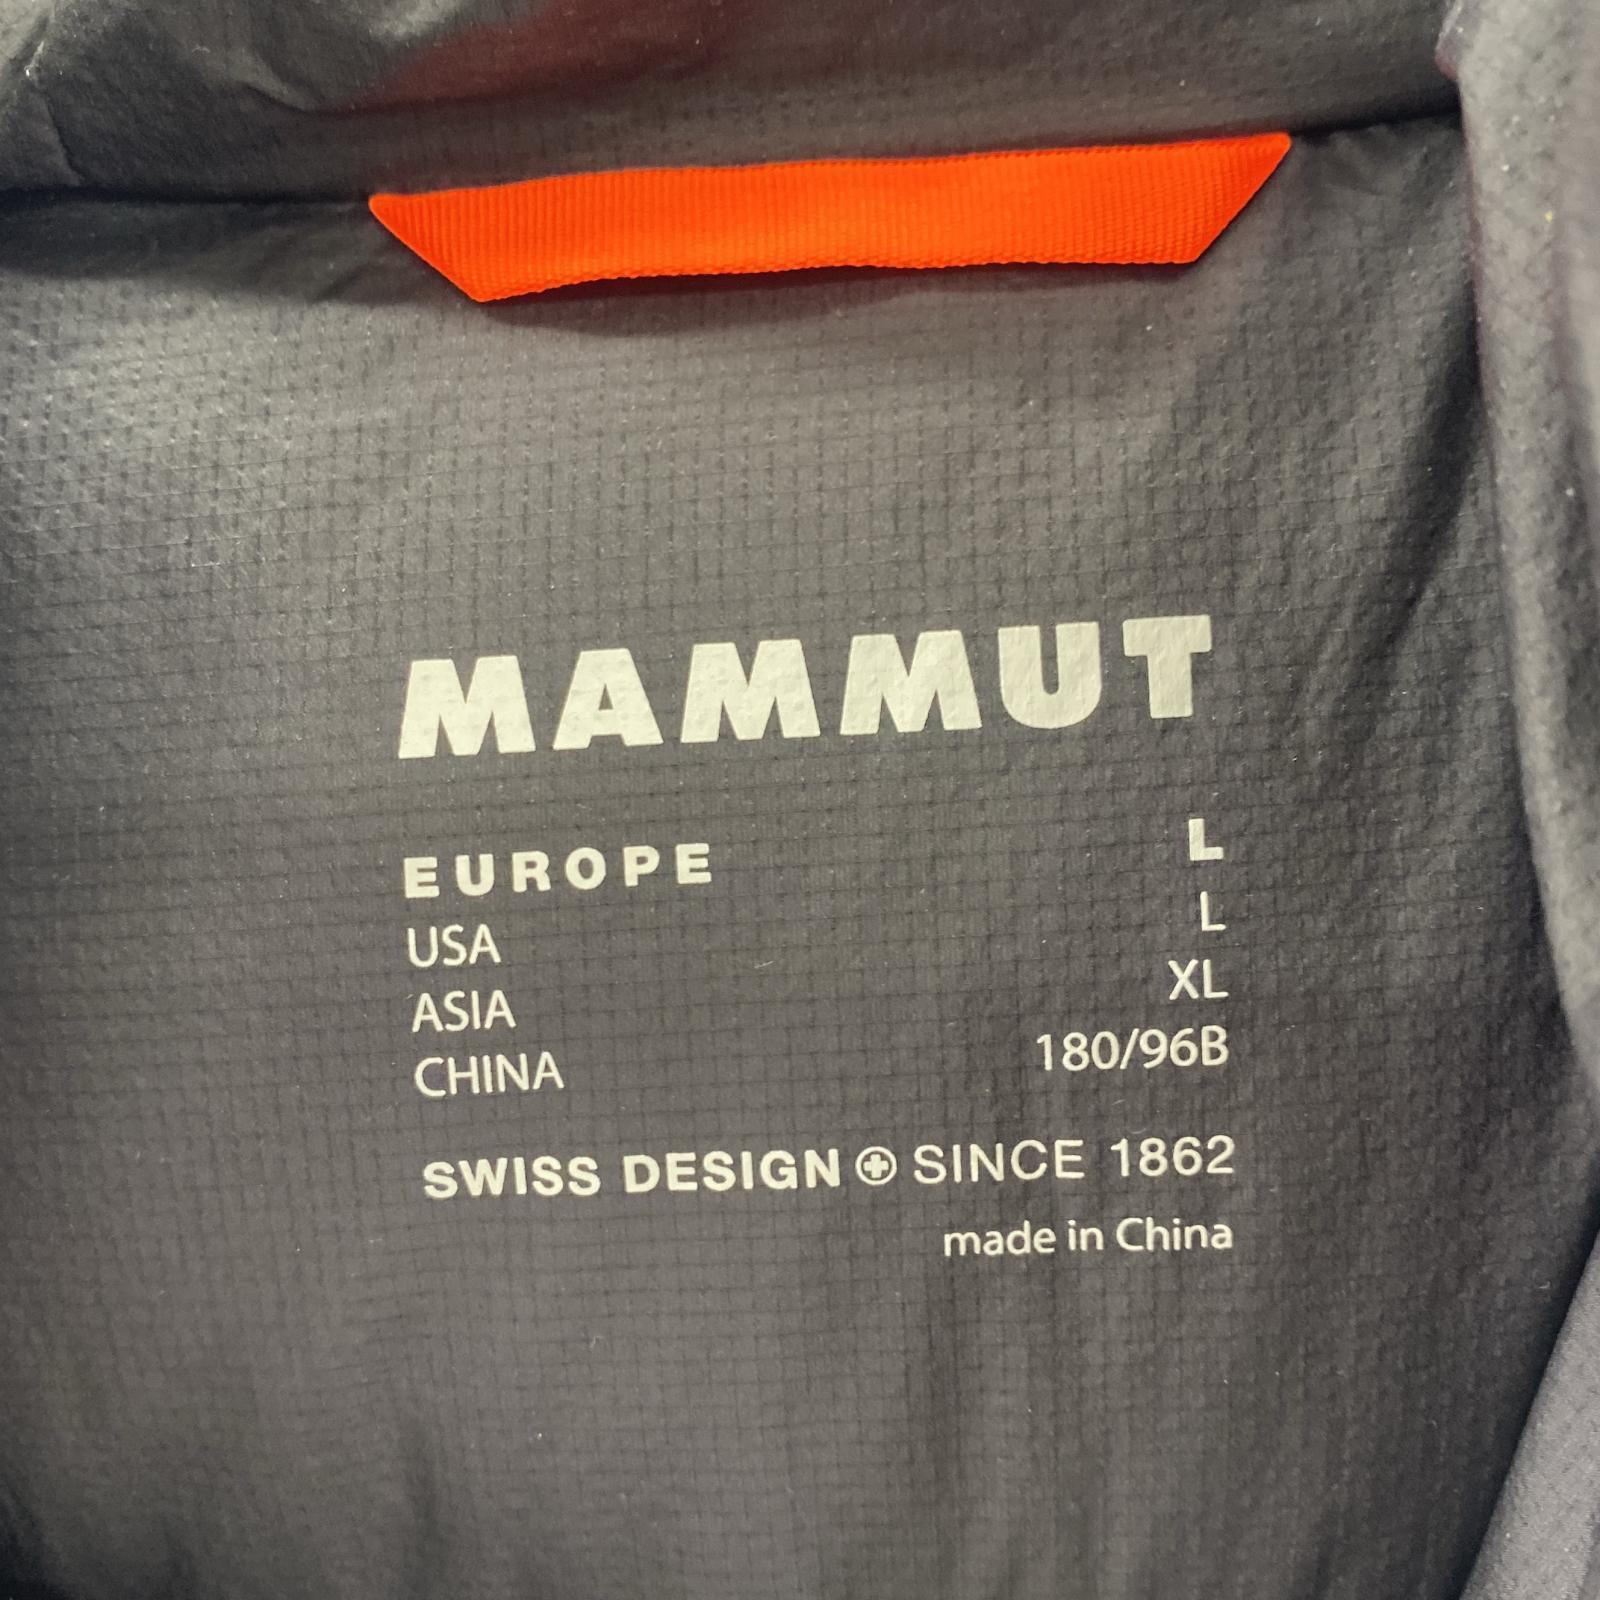 MAMMUT
EUROPE L
USA L
ASIA XL
CHINA 180/96B
SWISS DESIGN SINCE 1862
made in China